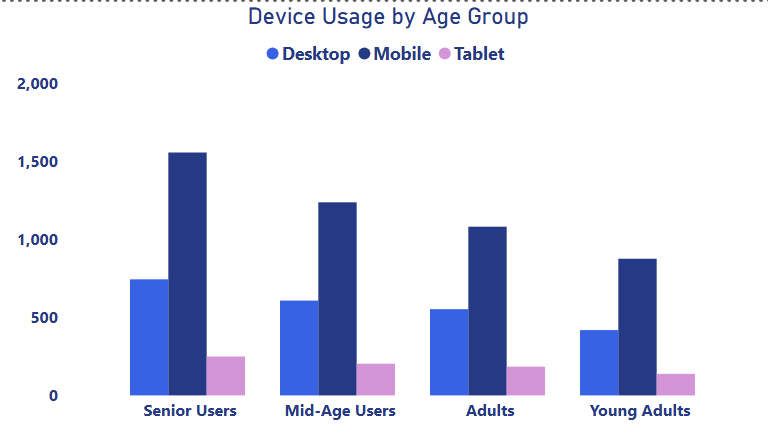 Device Usage by Age Group
Desktop Mobile Tablet
2,000
1,500
1,000
500
0
Senior Users Mid-Age Users Adults Young Adults